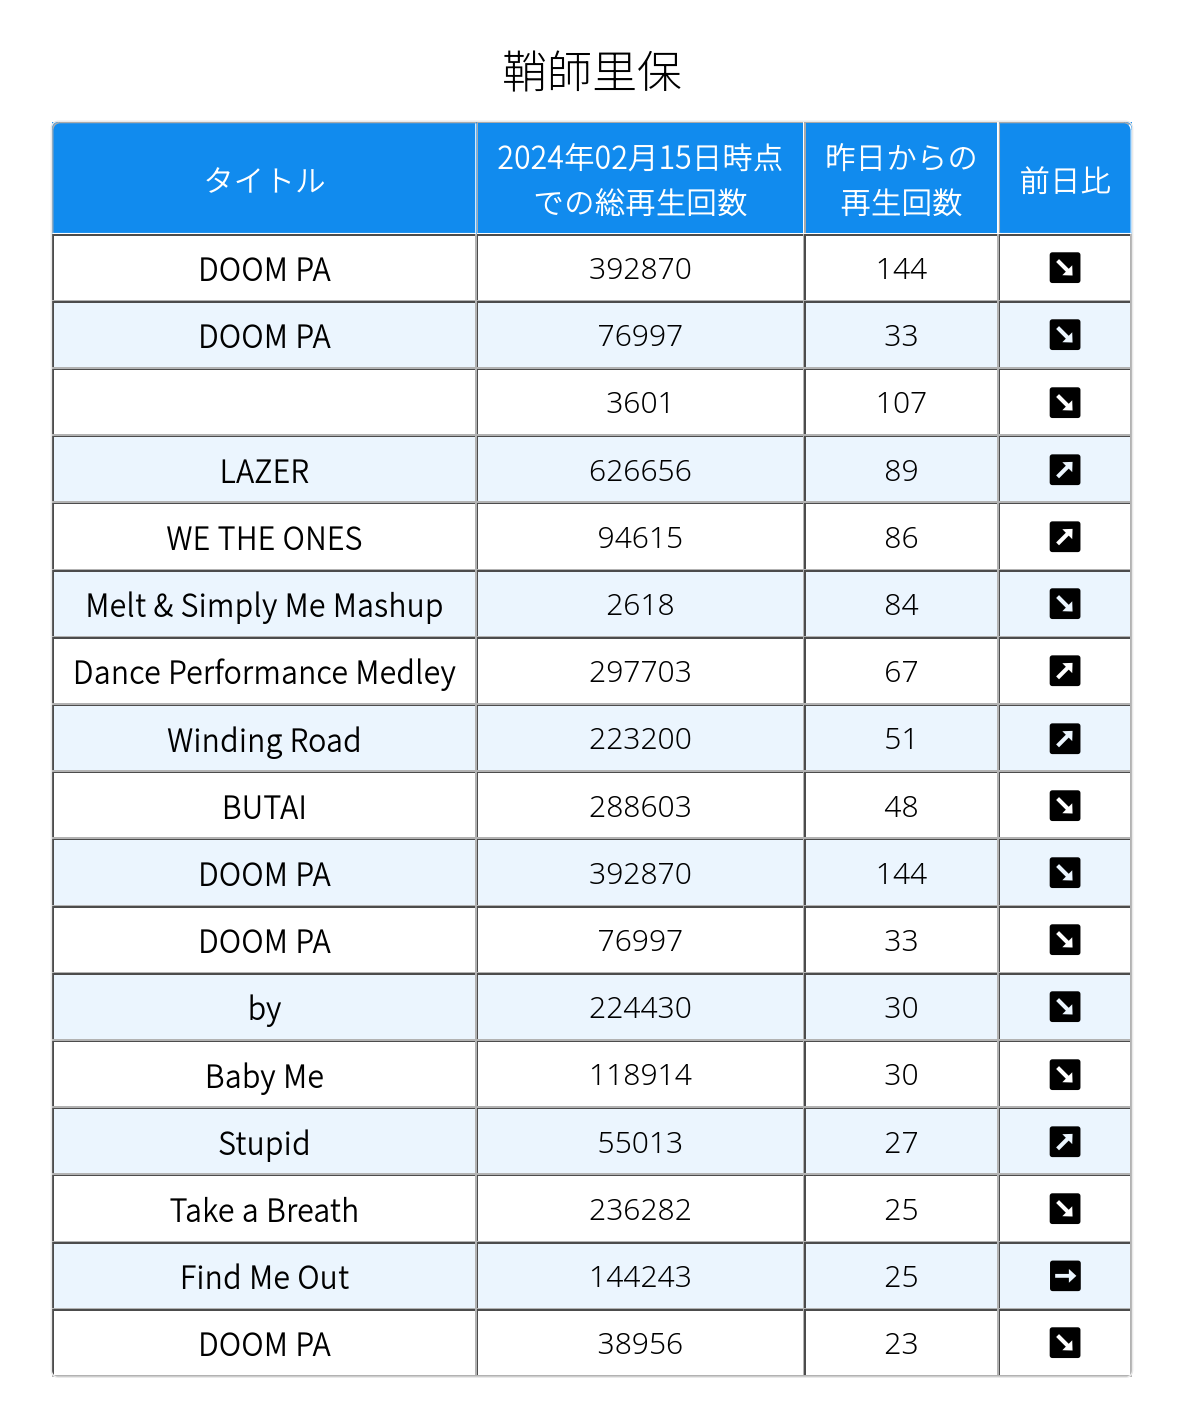 鞘師里保
タイトル 2024年02月15日時点での総再生回数 昨日からの再生回数 前日比
DOOM PA 392870 144 ↘
DOOM PA 76997 33 ↘
3601 107 ↘
LAZER 626656 89 ↗
WE THE ONES 94615 86 ↗
Melt & Simply Me Mashup 2618 84 ↘
Dance Performance Medley 297703 67 ↗
Winding Road 223200 51 ↗
BUTAI 288603 48 ↘
DOOM PA 392870 144 ↘
DOOM PA 76997 33 ↘
by 224430 30 ↘
Baby Me 118914 30 ↘
Stupid 55013 27 ↗
Take a Breath 236282 25 ↘
Find Me Out 144243 25 →
DOOM PA 38956 23 ↘